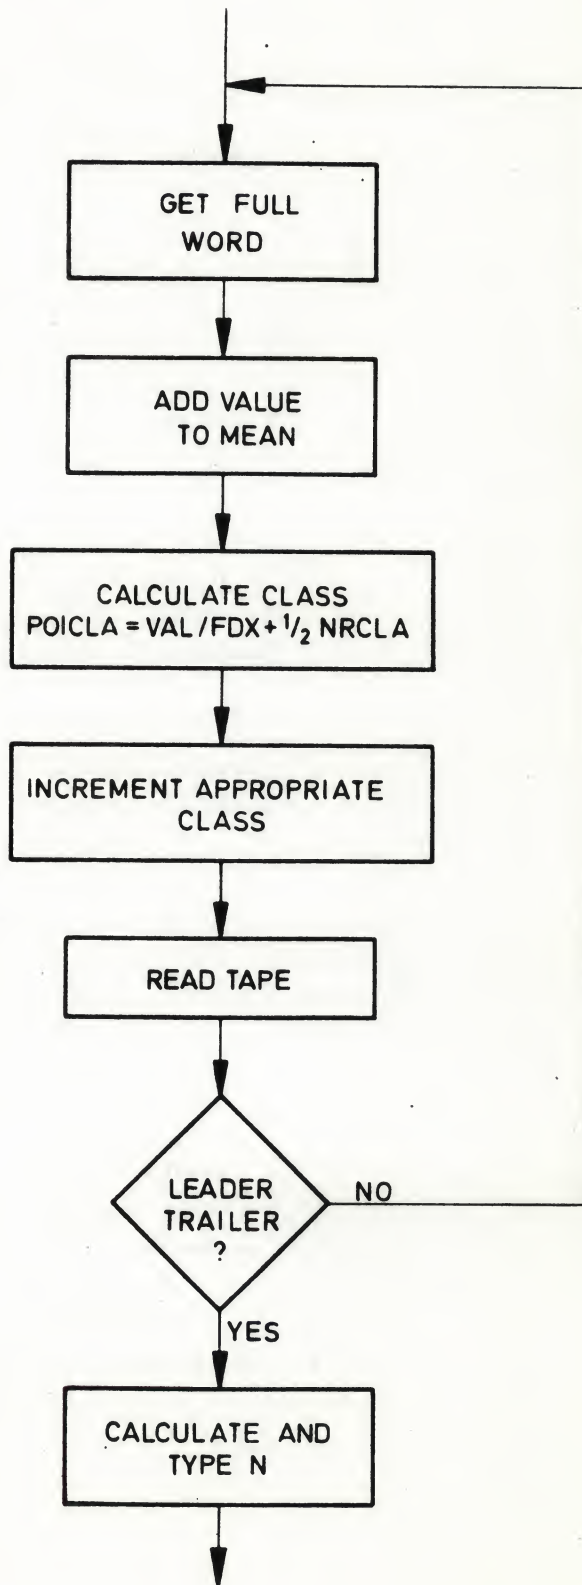 GET FULL
WORD
ADD VALUE
TO MEAN
CALCULATE CLASS
POICLA = VAL/FDX + 1/2 NRCLA
INCREMENT APPROPRIATE
CLASS
READ TAPE
LEADER
TRAILER
?
NO
YES
CALCULATE AND
TYPE N